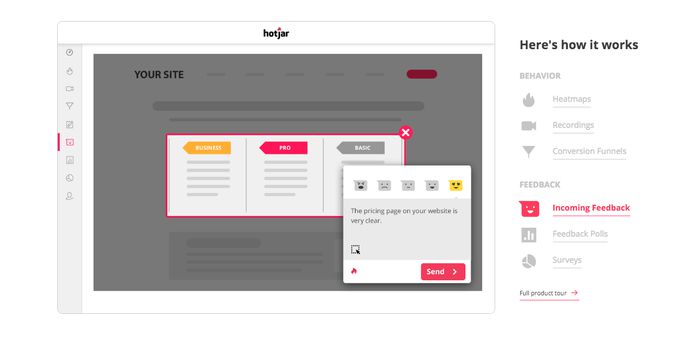 hotjar
YOUR SITE
BUSINESS
PRO
BASIC
The pricing page on your website is
very clear.
Send
Here's how it works
BEHAVIOR
Heatmaps
Recordings
Conversion Funnels
FEEDBACK
Incoming Feedback
Feedback Polls
Surveys
Full product tour